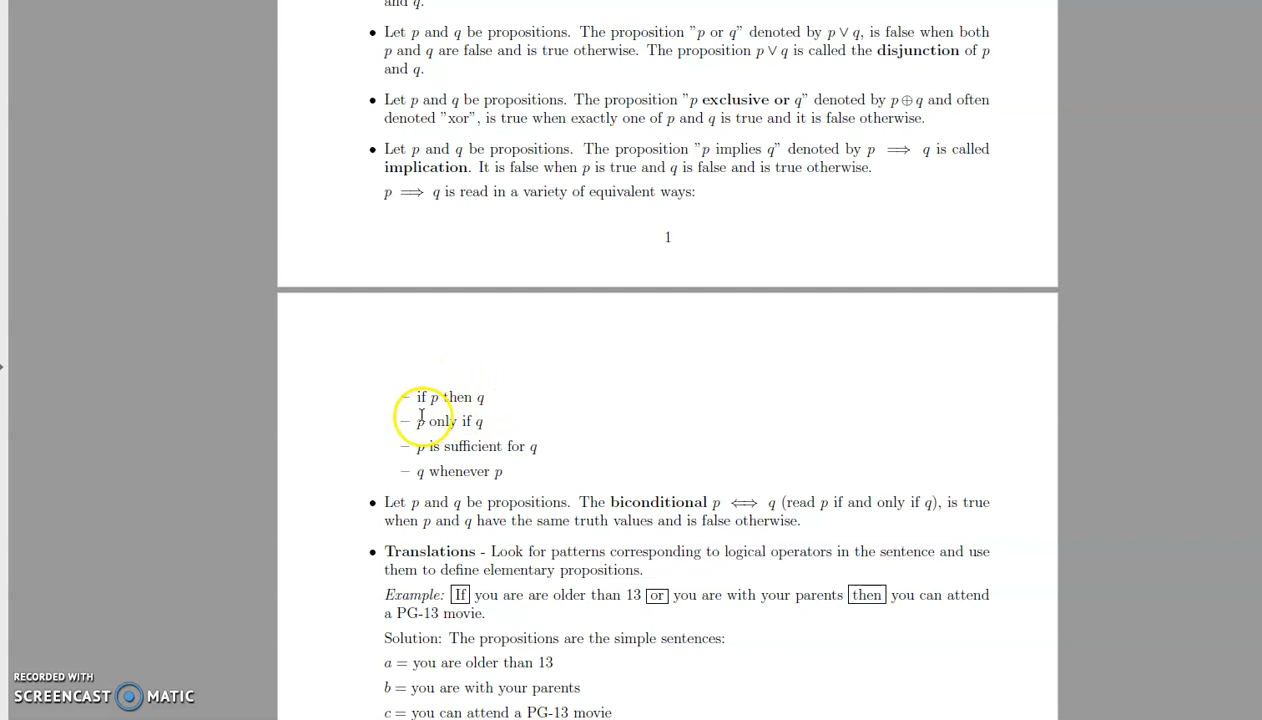 and q.
• Let p and q be propositions. The proposition "p or q" denoted by p ∨ q, is false when both
p and q are false and is true otherwise. The proposition p ∨ q is called the disjunction of p
and q.
• Let p and q be propositions. The proposition "p exclusive or q" denoted by p ⊕ q and often
denoted "xor", is true when exactly one of p and q is true and it is false otherwise.
• Let p and q be propositions. The proposition "p implies q" denoted by p ⟹ q is called
implication. It is false when p is true and q is false and is true otherwise.
p ⟹ q is read in a variety of equivalent ways:
1
– if p then q
– p only if q
– p is sufficient for q
– q whenever p
• Let p and q be propositions. The biconditional p ⟺ q (read p if and only if q), is true
when p and q have the same truth values and is false otherwise.
• Translations - Look for patterns corresponding to logical operators in the sentence and use
them to define elementary propositions.
Example: If you are are older than 13 or you are with your parents then you can attend
a PG-13 movie.
Solution: The propositions are the simple sentences:
a = you are older than 13
b = you are with your parents
c = you can attend a PG-13 movie
RECORDED WITH
SCREENCAST MATIC